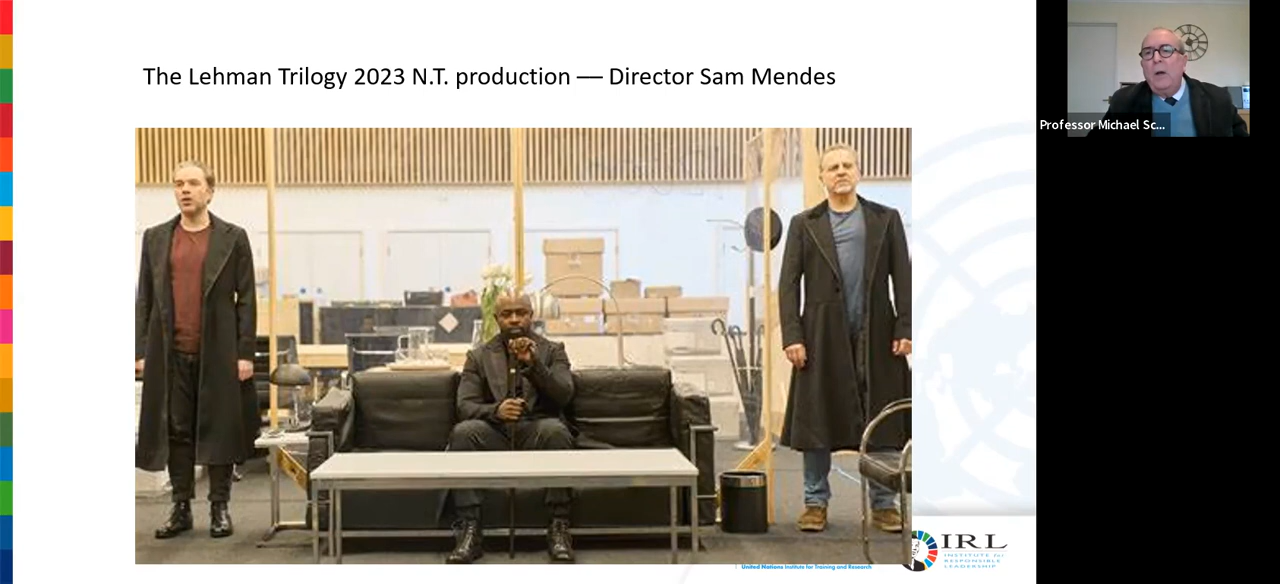 The Lehman Trilogy 2023 N.T. production — Director Sam Mendes
Professor Michael Sc...
United Nations Institute for Training and Research
IRL
INSTITUTE for
RESPONSIBLE
LEADERSHIP